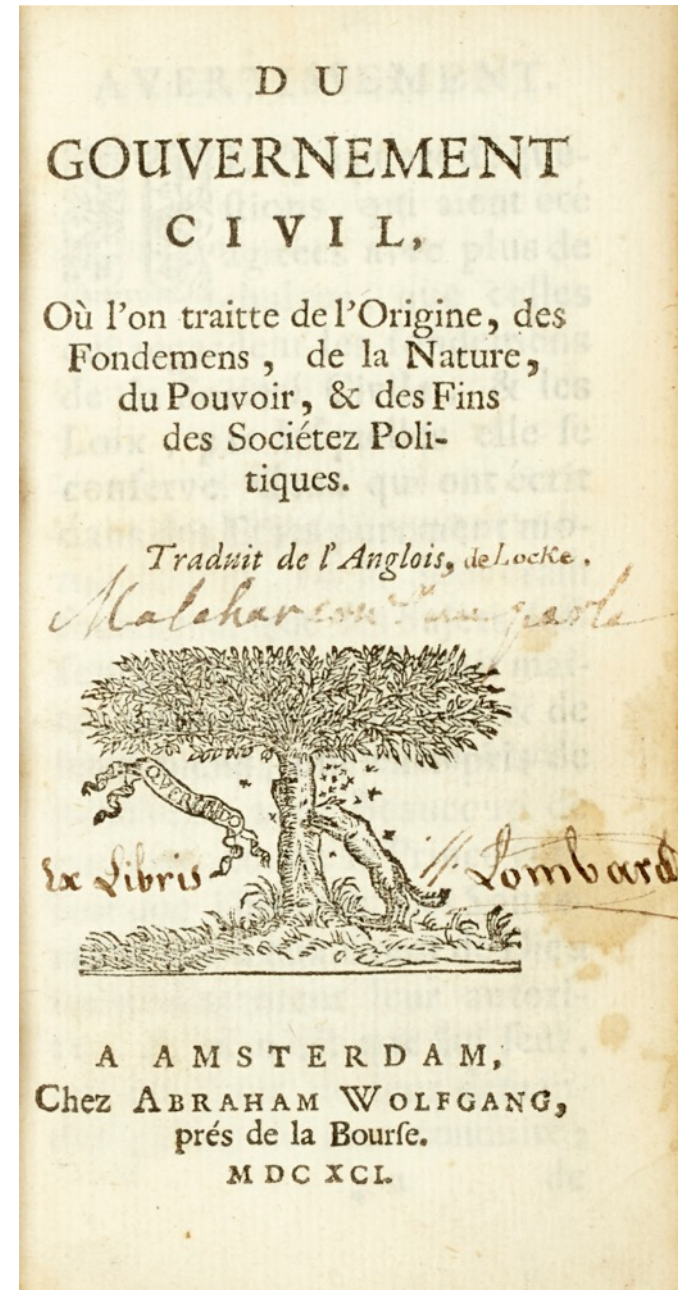 DU
GOUVERNEMENT
CIVIL,
Où l'on traitte de l'Origine, des
Fondemens, de la Nature,
du Pouvoir, & des Fins
des Sociétez Poli-
tiques.
Traduit de l'Anglois, de Locke.
QVÆRENDO
Ex Libris Lombard
A AMSTERDAM,
Chez ABRAHAM WOLFGANG,
prés de la Bourſe.
MDCXCI.